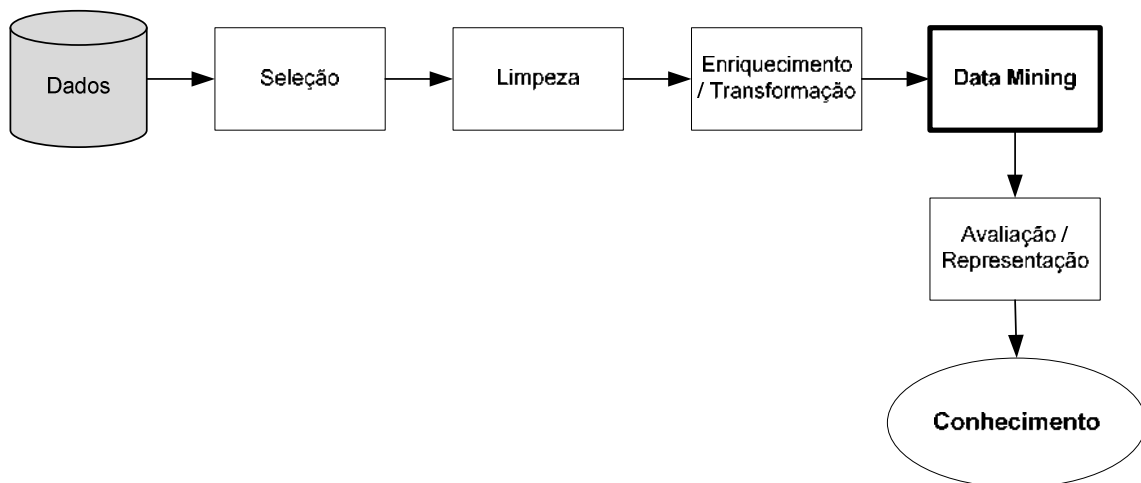 Dados
Seleção
Limpeza
Enriquecimento
/ Transformação
Data Mining
Avaliação /
Representação
Conhecimento